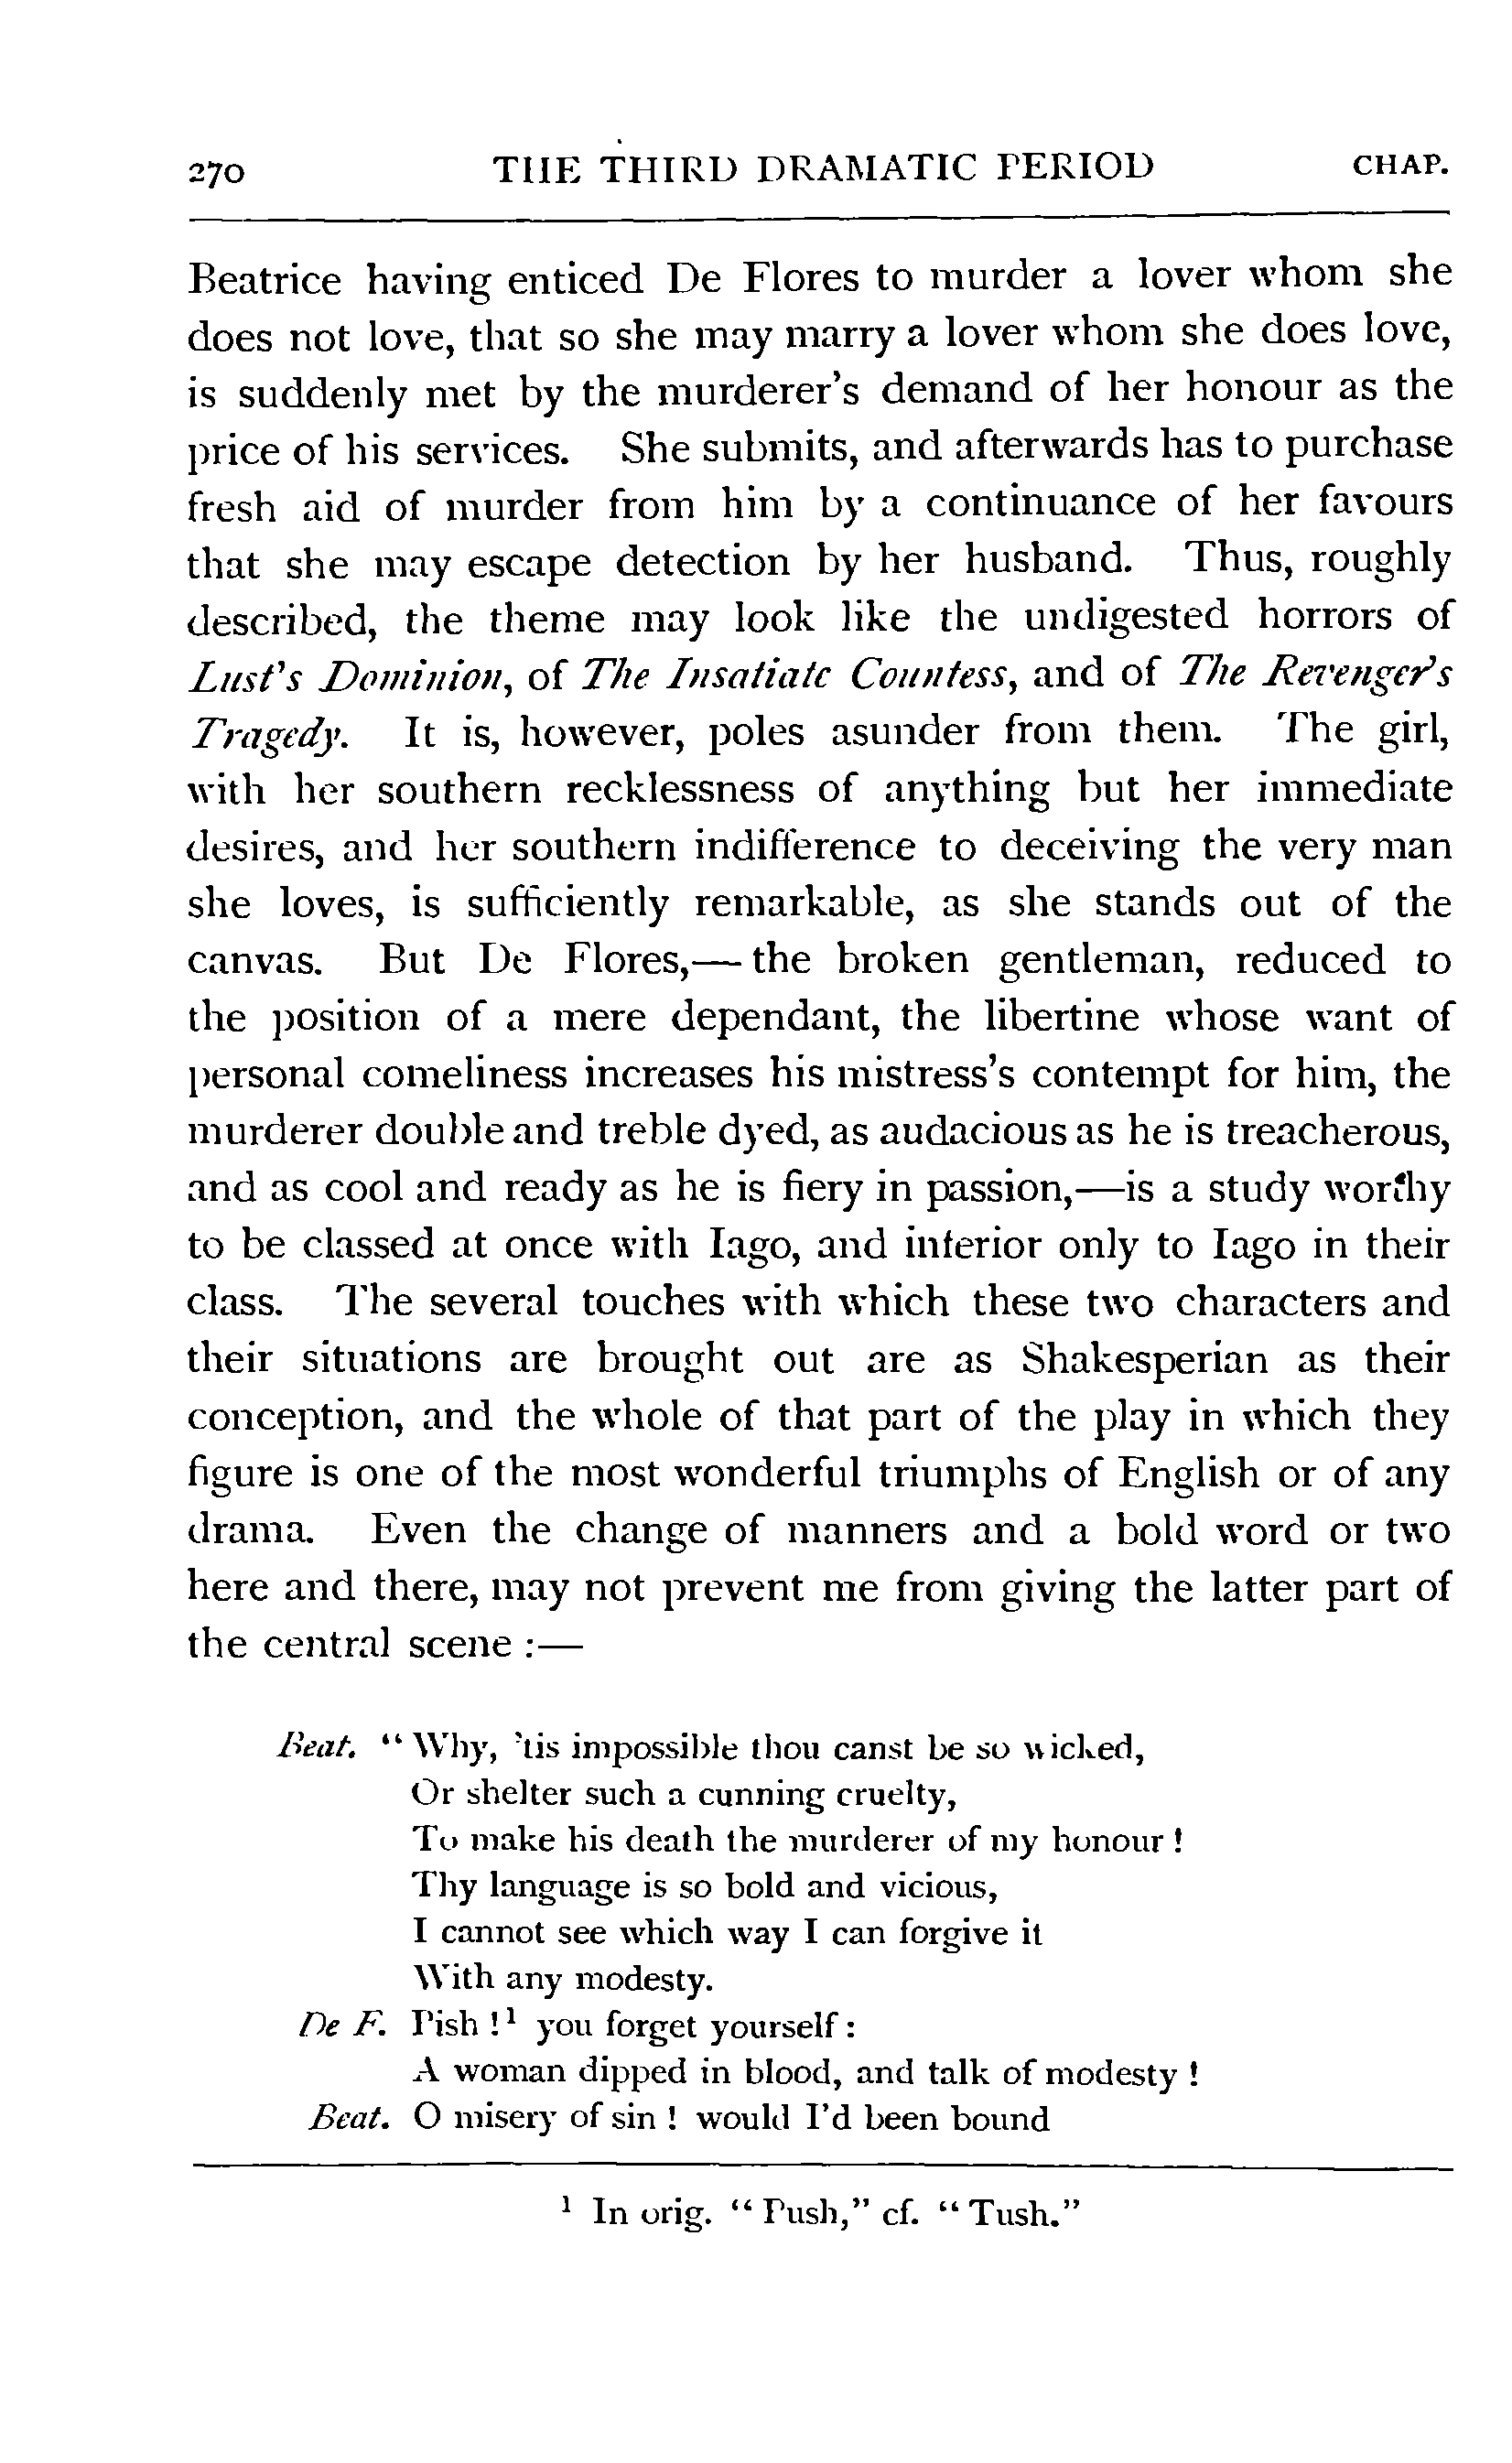 270 THE THIRD DRAMATIC PERIOD CHAP.
Beatrice having enticed De Flores to murder a lover whom she
does not love, that so she may marry a lover whom she does love,
is suddenly met by the murderer's demand of her honour as the
price of his services. She submits, and afterwards has to purchase
fresh aid of murder from him by a continuance of her favours
that she may escape detection by her husband. Thus, roughly
described, the theme may look like the undigested horrors of
Lust's Dominion, of The Insatiate Countess, and of The Revenger's
Tragedy. It is, however, poles asunder from them. The girl,
with her southern recklessness of anything but her immediate
desires, and her southern indifference to deceiving the very man
she loves, is sufficiently remarkable, as she stands out of the
canvas. But De Flores,—the broken gentleman, reduced to
the position of a mere dependant, the libertine whose want of
personal comeliness increases his mistress's contempt for him, the
murderer double and treble dyed, as audacious as he is treacherous,
and as cool and ready as he is fiery in passion,—is a study worthy
to be classed at once with Iago, and inferior only to Iago in their
class. The several touches with which these two characters and
their situations are brought out are as Shakesperian as their
conception, and the whole of that part of the play in which they
figure is one of the most wonderful triumphs of English or of any
drama. Even the change of manners and a bold word or two
here and there, may not prevent me from giving the latter part of
the central scene :—
Beat. "Why, 'tis impossible thou canst be so wicked,
Or shelter such a cunning cruelty,
To make his death the murderer of my honour !
Thy language is so bold and vicious,
I cannot see which way I can forgive it
With any modesty.
De F. Pish !¹ you forget yourself :
A woman dipped in blood, and talk of modesty !
Beat. O misery of sin ! would I'd been bound
¹ In orig. "Push," cf. "Tush."